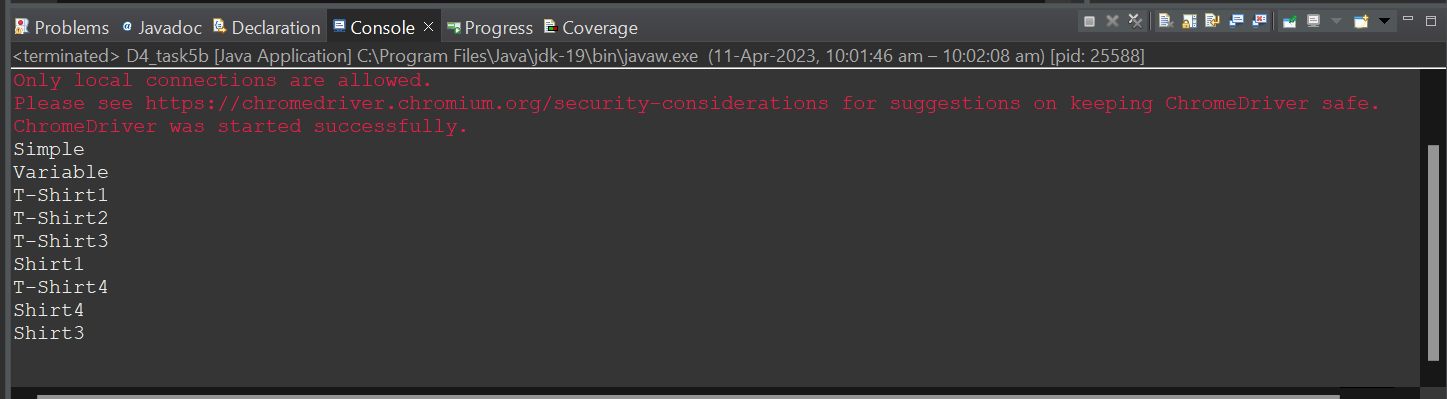 Problems @ Javadoc Declaration Console × Progress Coverage
<terminated> D4_task5b [Java Application] C:\Program Files\Java\jdk-19\bin\javaw.exe (11-Apr-2023, 10:01:46 am – 10:02:08 am) [pid: 25588]
Only local connections are allowed.
Please see https://chromedriver.chromium.org/security-considerations for suggestions on keeping ChromeDriver safe.
ChromeDriver was started successfully.
Simple
Variable
T-Shirt1
T-Shirt2
T-Shirt3
Shirt1
T-Shirt4
Shirt4
Shirt3